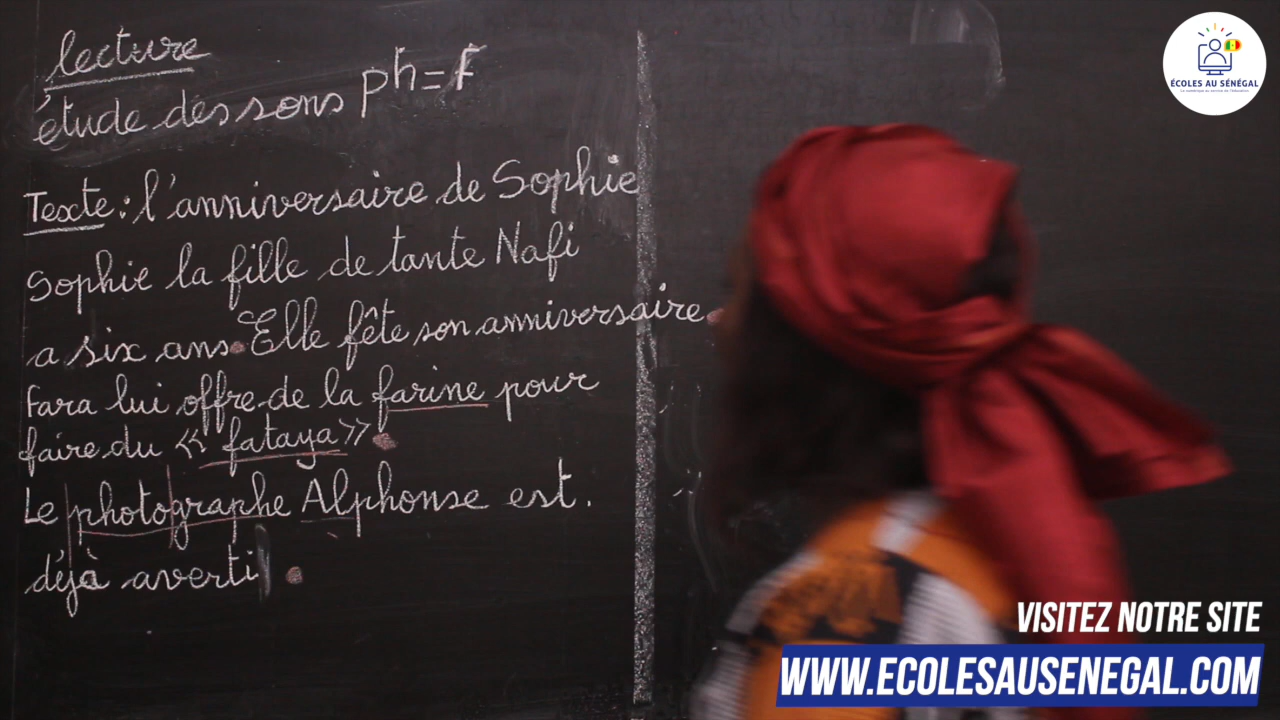 lecture
étude des sons ph=f
Texte: l'anniversaire de Sophie
Sophie la fille de tante Nafi
a six ans. Elle fête son anniversaire.
Fara lui offre de la farine pour
faire du « fataya».
Le photographe Alphonse est.
déjà averti.
ÉCOLES AU SÉNÉGAL
VISITEZ NOTRE SITE
WWW.ECOLESAUSENEGAL.COM